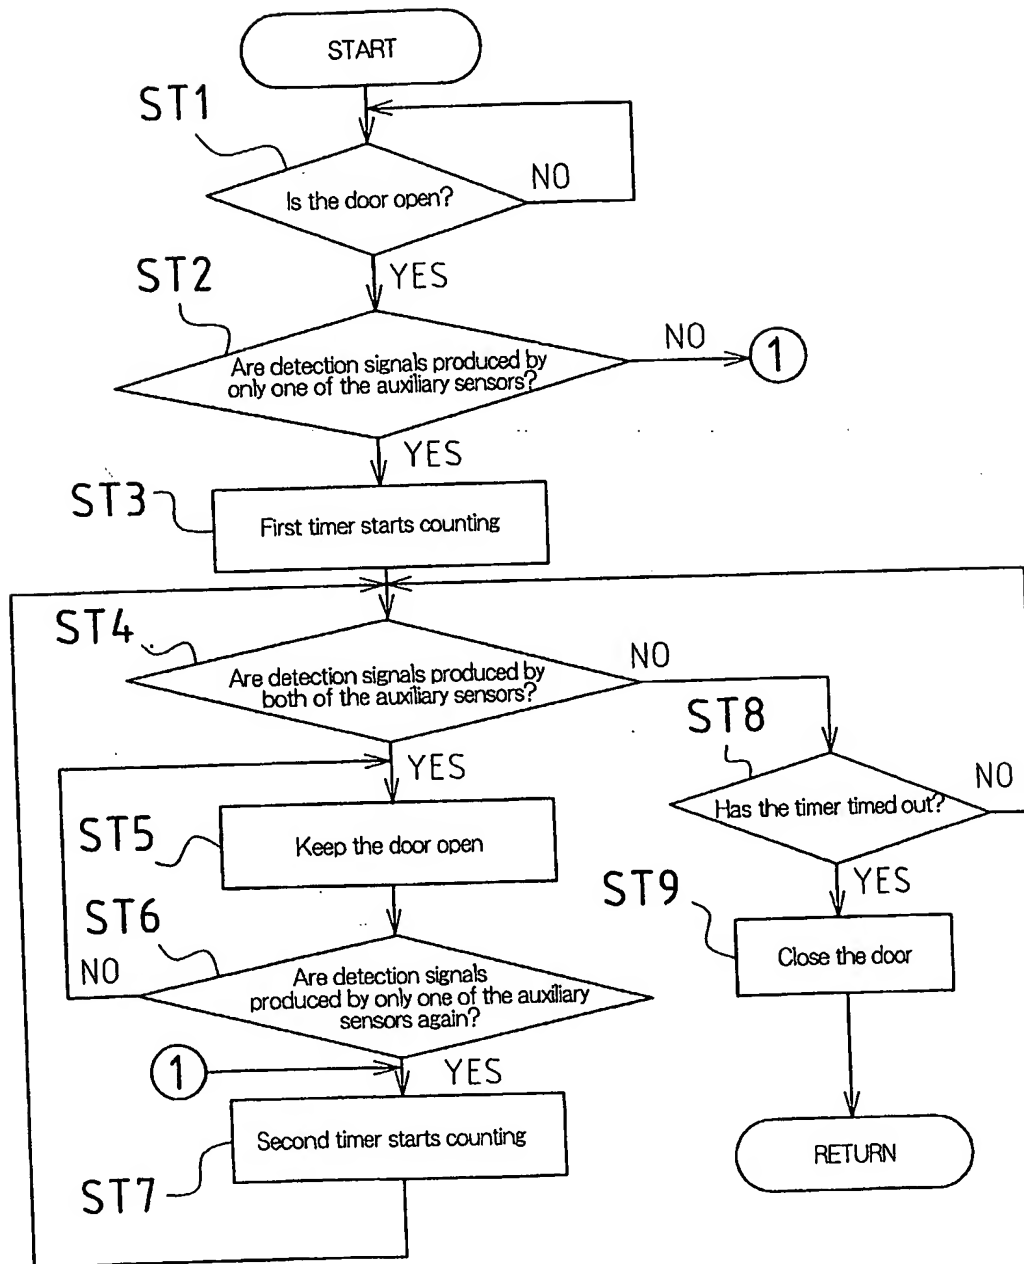 START
ST1
Is the door open?
NO
YES
ST2
Are detection signals produced by
only one of the auxiliary sensors?
NO
1
YES
ST3
First timer starts counting
ST4
Are detection signals produced by
both of the auxiliary sensors?
NO
YES
ST8
Has the timer timed out?
NO
ST5
Keep the door open
YES
ST9
Close the door
ST6
NO
Are detection signals
produced by only one of the auxiliary
sensors again?
1
YES
Second timer starts counting
ST7
RETURN